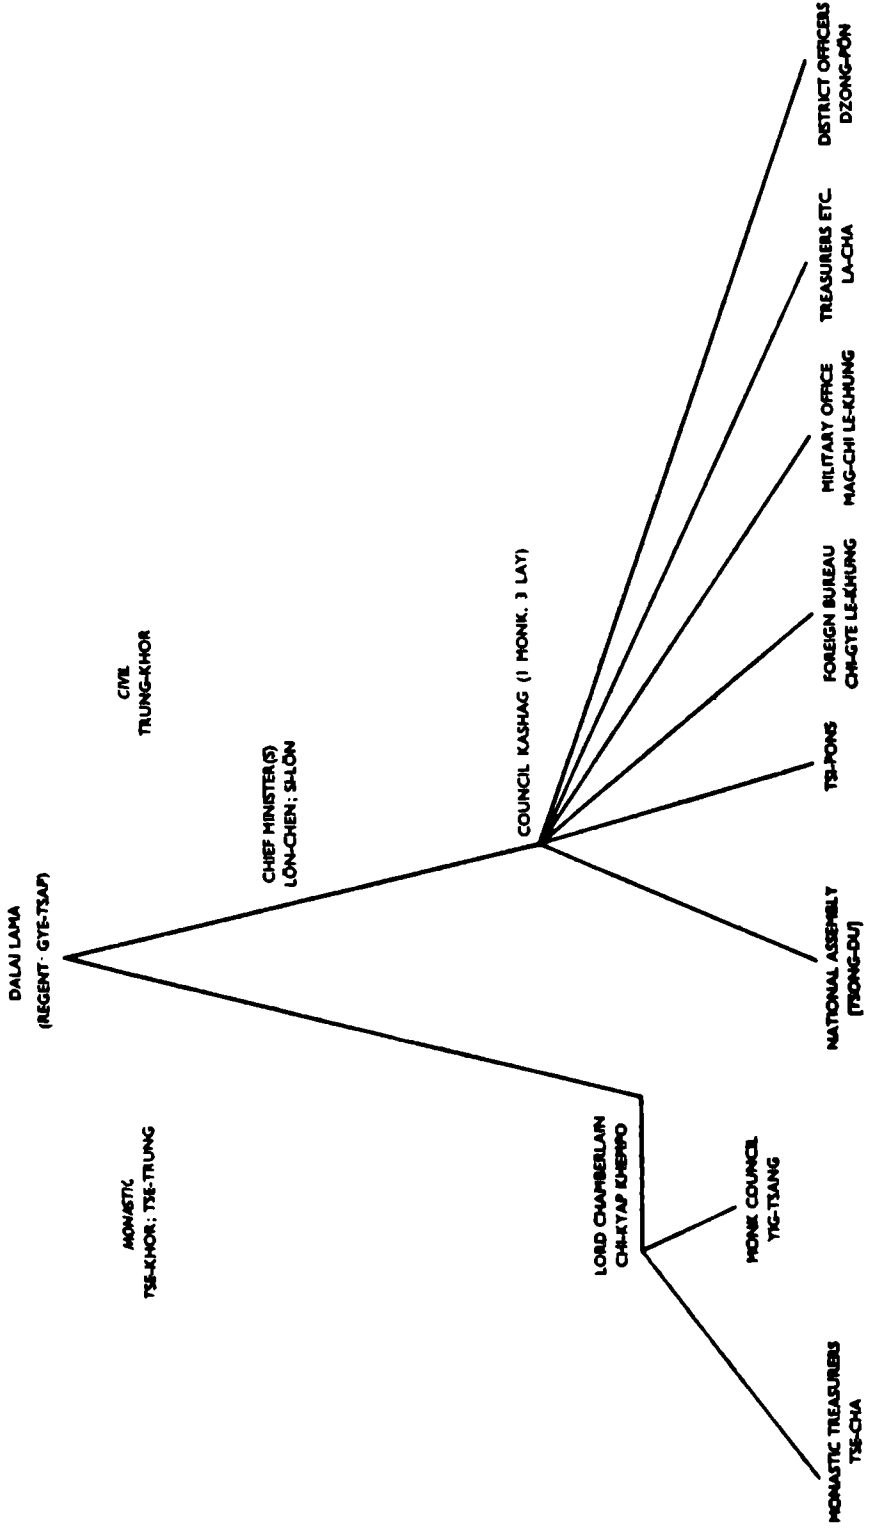 DALAI LAMA
(REGENT· GYE-TSAP)
MONASTIC
TSE-KHOR; TSE-TRUNG
CIVIL
TRUNG-KHOR
CHIEF MINISTER(S)
LÖN-CHEN; SI-LÖN
COUNCIL KASHAG (1 MONK, 3 LAY)
LORD CHAMBERLAIN
CHI-KYAP KHEMPO
MONK COUNCIL
YIG-TSANG
MONASTIC TREASURERS
TSE-CHA
NATIONAL ASSEMBLY
[TSONG-DU]
TSI-PONS
FOREIGN BUREAU
CHI-GYE LE-KHUNG
MILITARY OFFICE
MAG-CHI LE-KHUNG
TREASURERS ETC.
LA-CHA
DISTRICT OFFICERS
DZONG-PÖN